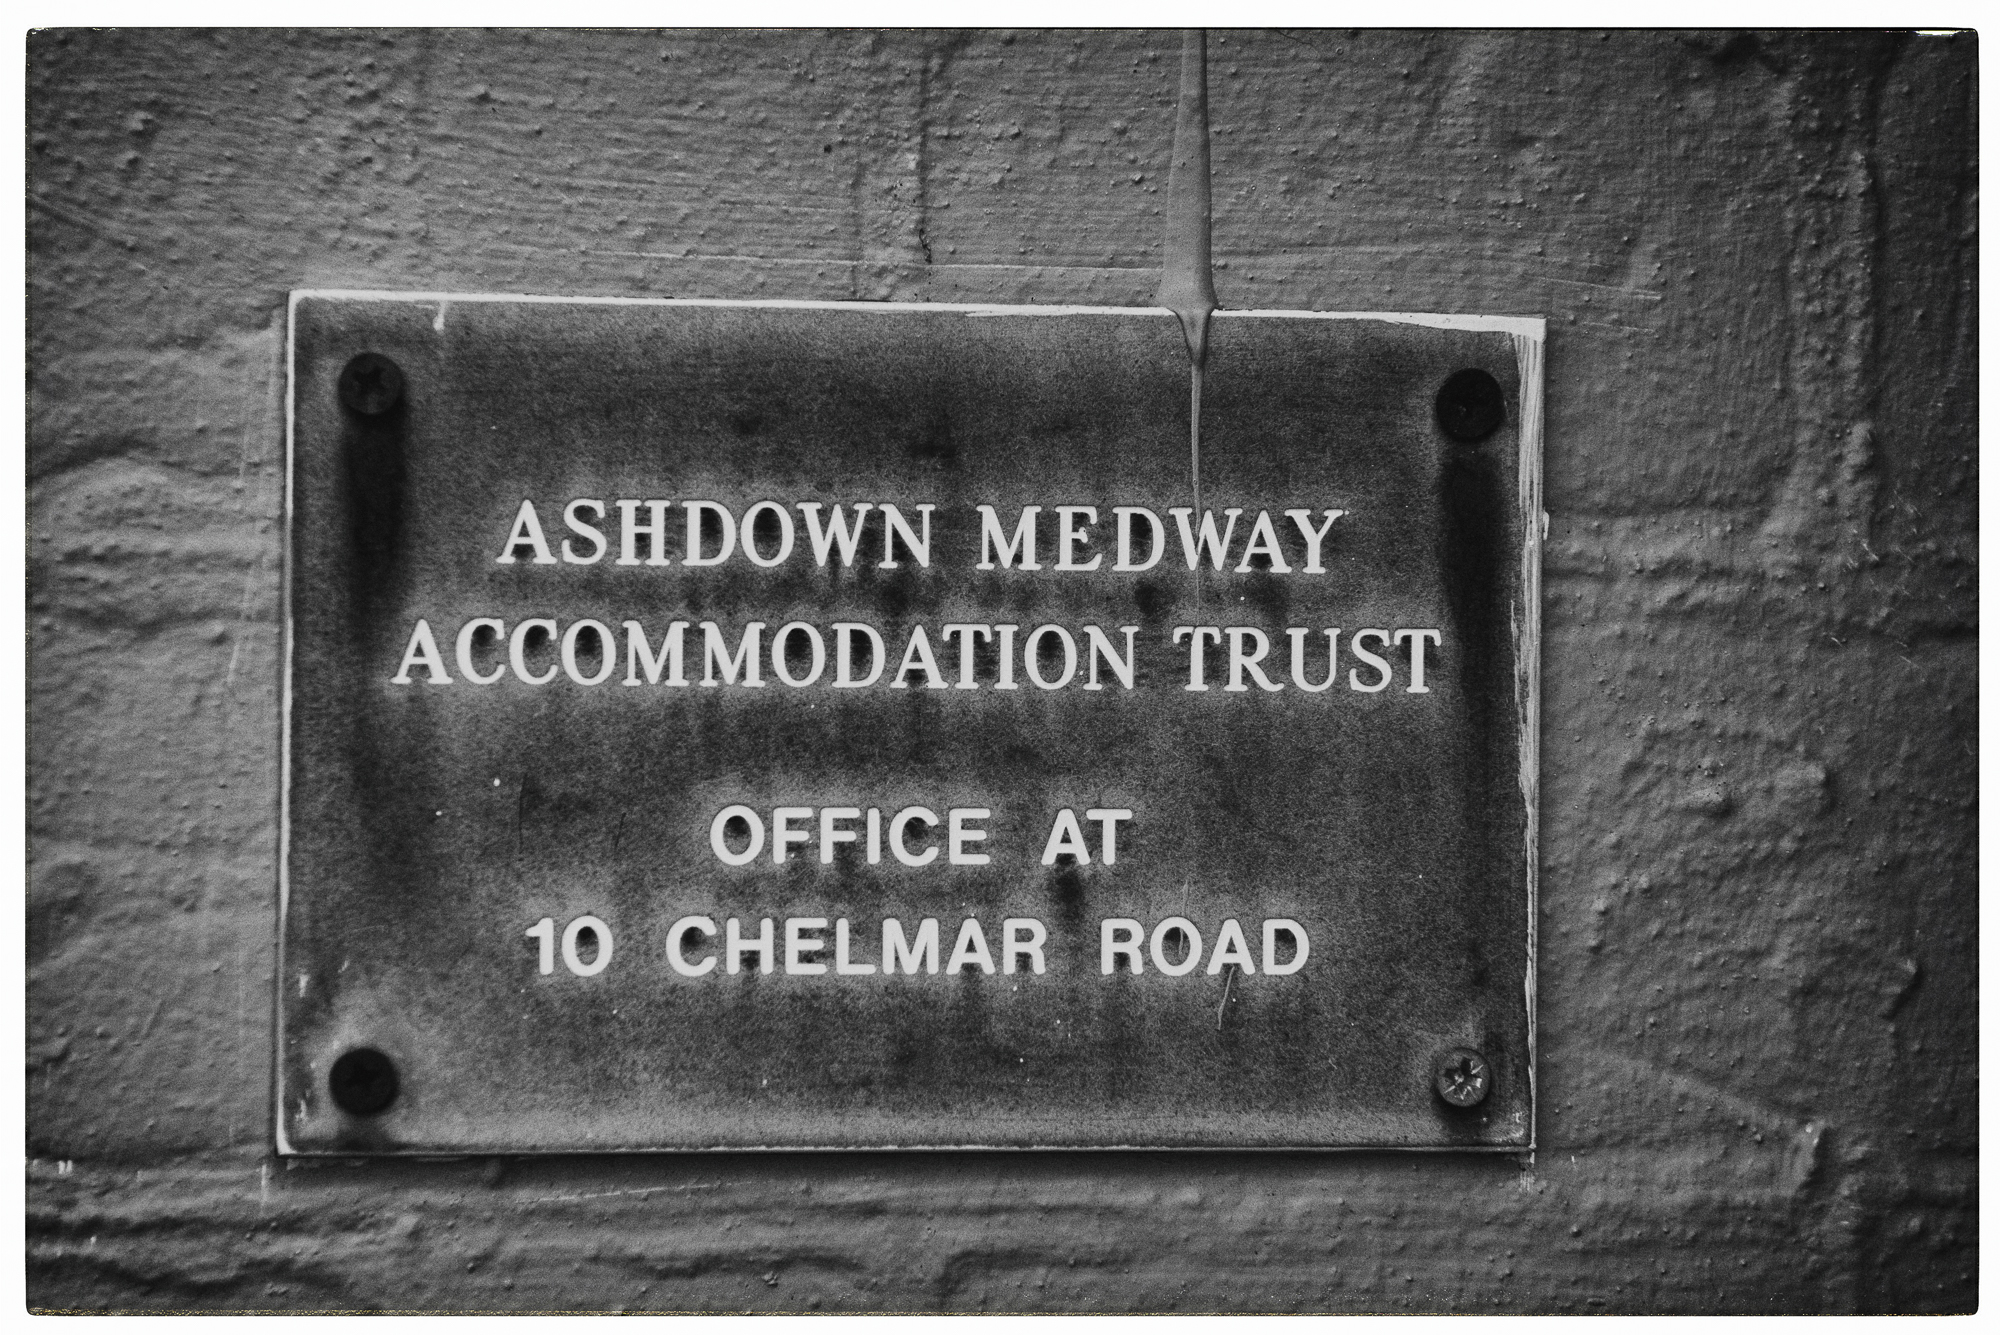 ASHDOWN MEDWAY
ACCOMMODATION TRUST
OFFICE AT
10 CHELMAR ROAD